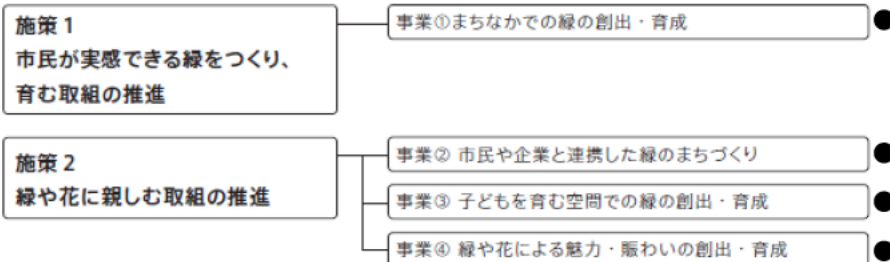 施策 1
市民が実感できる緑をつくり、
育む取組の推進
事業①まちなかでの緑の創出・育成
施策 2
緑や花に親しむ取組の推進
事業② 市民や企業と連携した緑のまちづくり
事業③ 子どもを育む空間での緑の創出・育成
事業④ 緑や花による魅力・賑わいの創出・育成